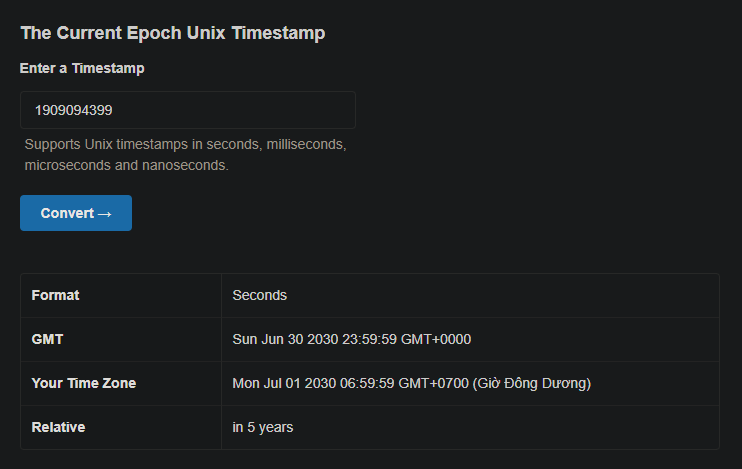 The Current Epoch Unix Timestamp
Enter a Timestamp
1909094399
Supports Unix timestamps in seconds, milliseconds,
microseconds and nanoseconds.
Convert →
Format Seconds
GMT Sun Jun 30 2030 23:59:59 GMT+0000
Your Time Zone Mon Jul 01 2030 06:59:59 GMT+0700 (Giờ Đông Dương)
Relative in 5 years